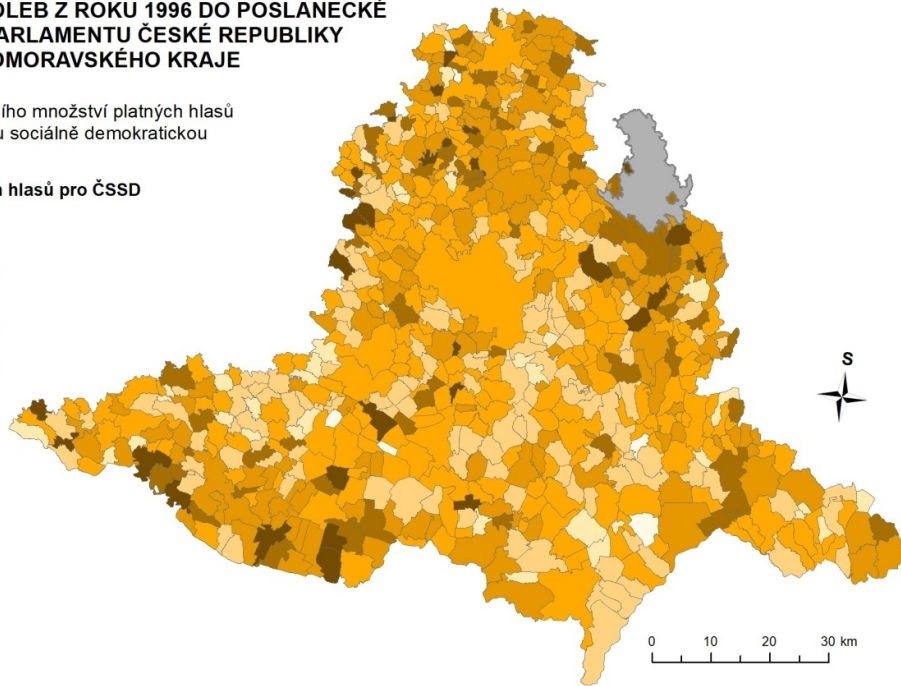 OLEB Z ROKU 1996 DO POSLANECKÉ
ARLAMENTU ČESKÉ REPUBLIKY
OMORAVSKÉHO KRAJE
ího množství platných hlasů
u sociálně demokratickou
hlasů pro ČSSD
S
0 10 20 30 km